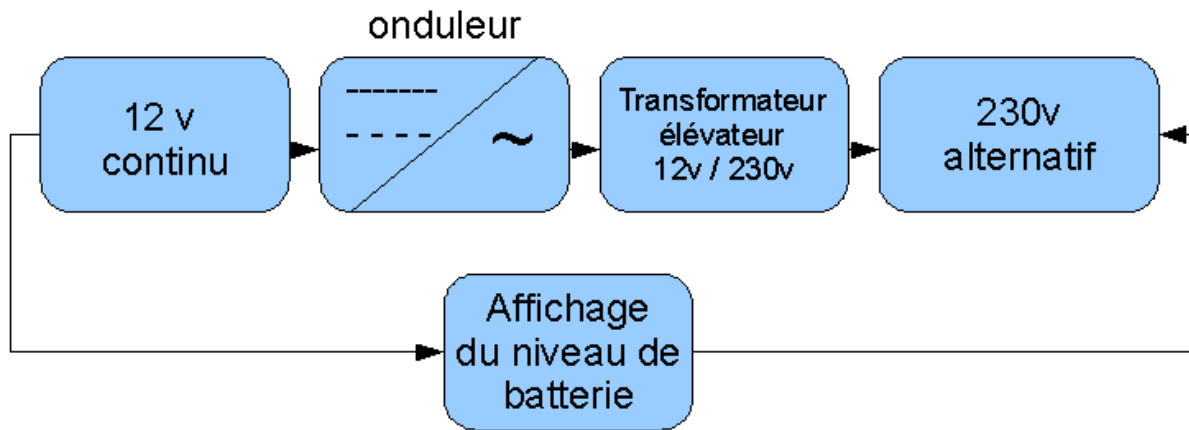 onduleur
12 v
continu
~
Transformateur
élévateur
12v / 230v
230v
alternatif
Affichage
du niveau de
batterie